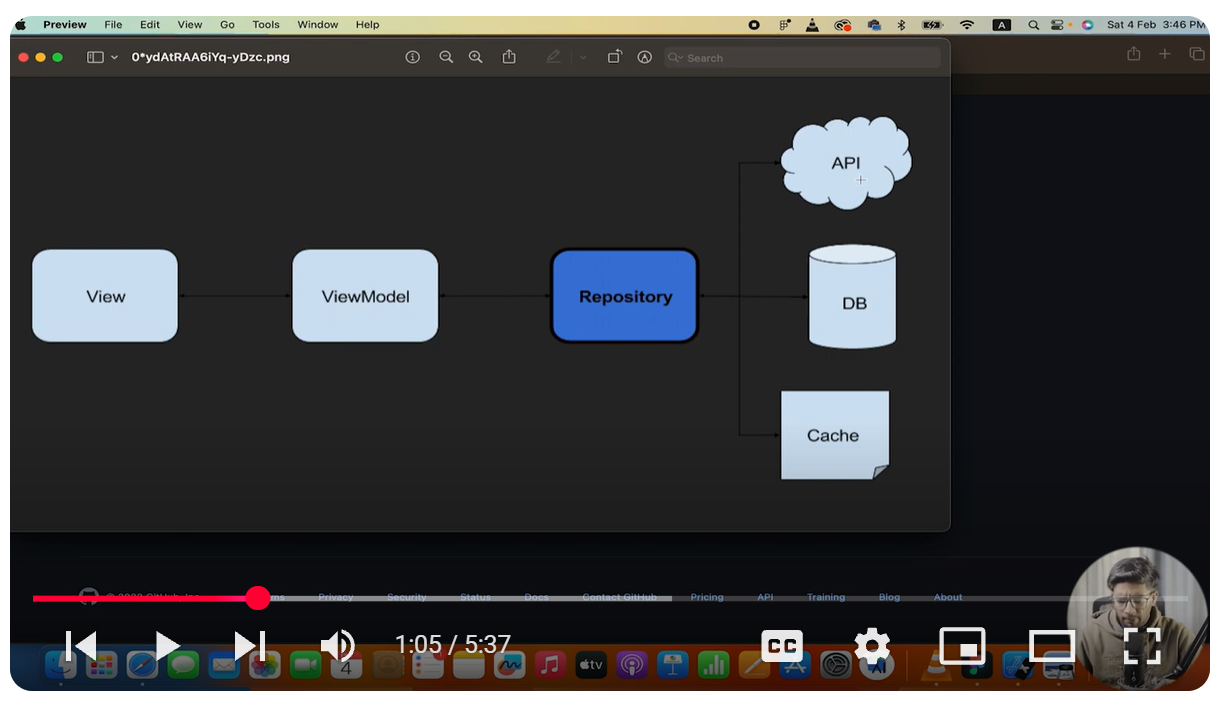 Preview File Edit View Go Tools Window Help A Sat 4 Feb 3:46 PM
0*ydAtRAA6iYq-yDzc.png Search
API
View ViewModel Repository DB
Cache
Privacy Security Status Docs Contact GitHub Pricing API Training Blog About
1:05 / 5:37 CC
4 tv